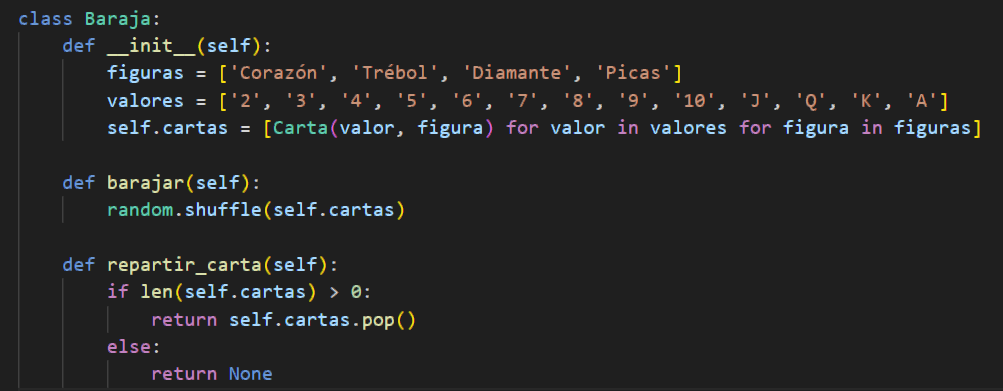 class Baraja:
    def __init__(self):
        figuras = ['Corazón', 'Trébol', 'Diamante', 'Picas']
        valores = ['2', '3', '4', '5', '6', '7', '8', '9', '10', 'J', 'Q', 'K', 'A']
        self.cartas = [Carta(valor, figura) for valor in valores for figura in figuras]

    def barajar(self):
        random.shuffle(self.cartas)

    def repartir_carta(self):
        if len(self.cartas) > 0:
            return self.cartas.pop()
        else:
            return None